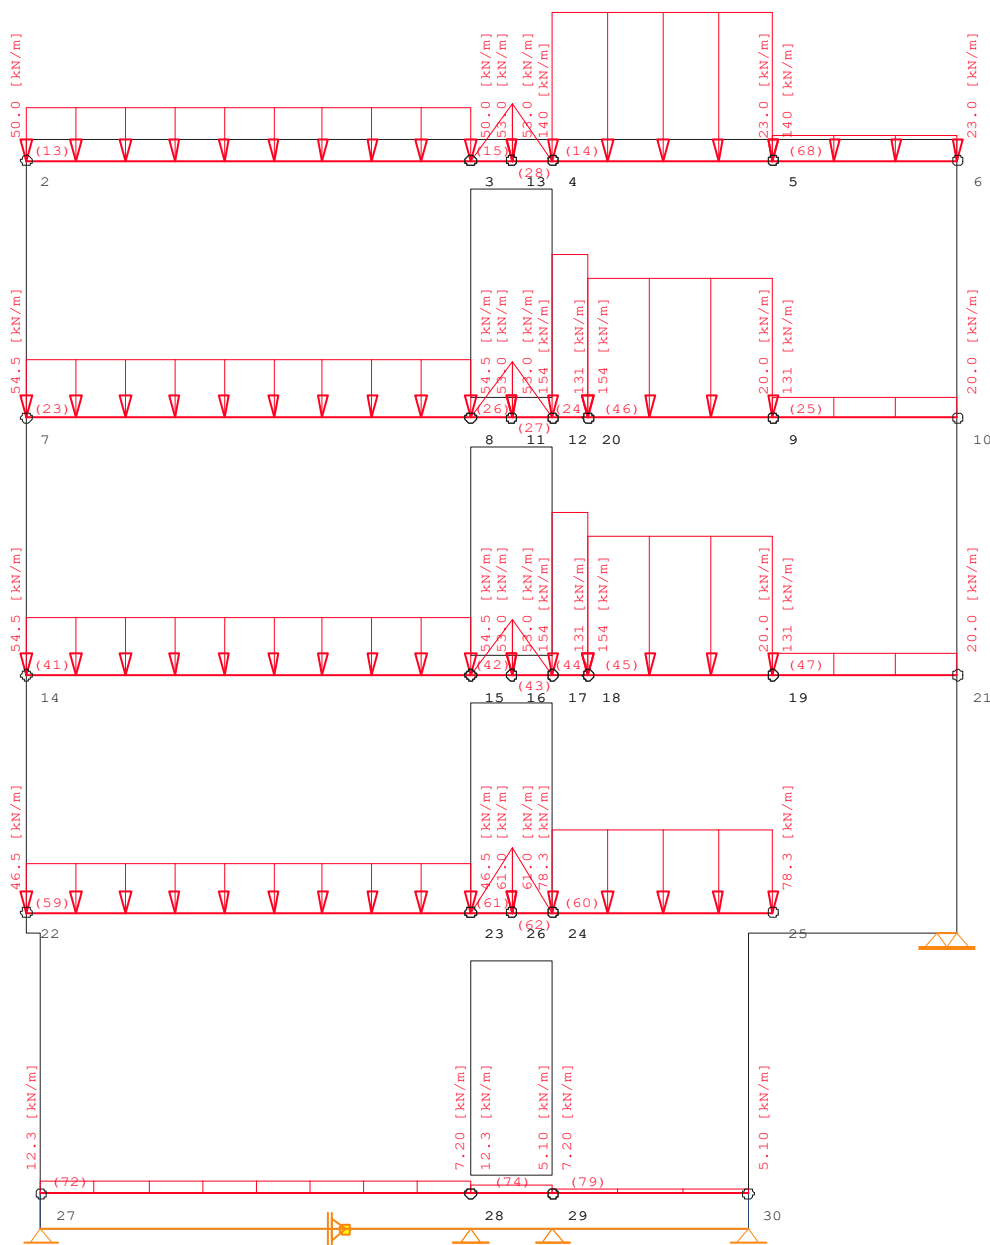 50.0 [kN/m]
50.0 [kN/m]
53.0 [kN/m]
53.0 [kN/m]
140 [kN/m]
23.0 [kN/m]
140 [kN/m]
23.0 [kN/m]
(13)
(15)
(28)
(14)
(68)
2
3
13
4
5
6
54.5 [kN/m]
54.5 [kN/m]
53.0 [kN/m]
53.0 [kN/m]
154 [kN/m]
131 [kN/m]
154 [kN/m]
20.0 [kN/m]
131 [kN/m]
20.0 [kN/m]
(23)
(26)
(27)
(24)
(46)
(25)
7
8
11
12
20
9
10
54.5 [kN/m]
54.5 [kN/m]
53.0 [kN/m]
53.0 [kN/m]
154 [kN/m]
131 [kN/m]
154 [kN/m]
20.0 [kN/m]
131 [kN/m]
20.0 [kN/m]
(41)
(42)
(43)
(44)
(45)
(47)
14
15
16
17
18
19
21
46.5 [kN/m]
46.5 [kN/m]
61.0 [kN/m]
61.0 [kN/m]
78.3 [kN/m]
78.3 [kN/m]
(59)
(61)
(62)
(60)
22
23
26
24
25
12.3 [kN/m]
7.20 [kN/m]
12.3 [kN/m]
5.10 [kN/m]
7.20 [kN/m]
5.10 [kN/m]
(72)
(74)
(79)
27
28
29
30